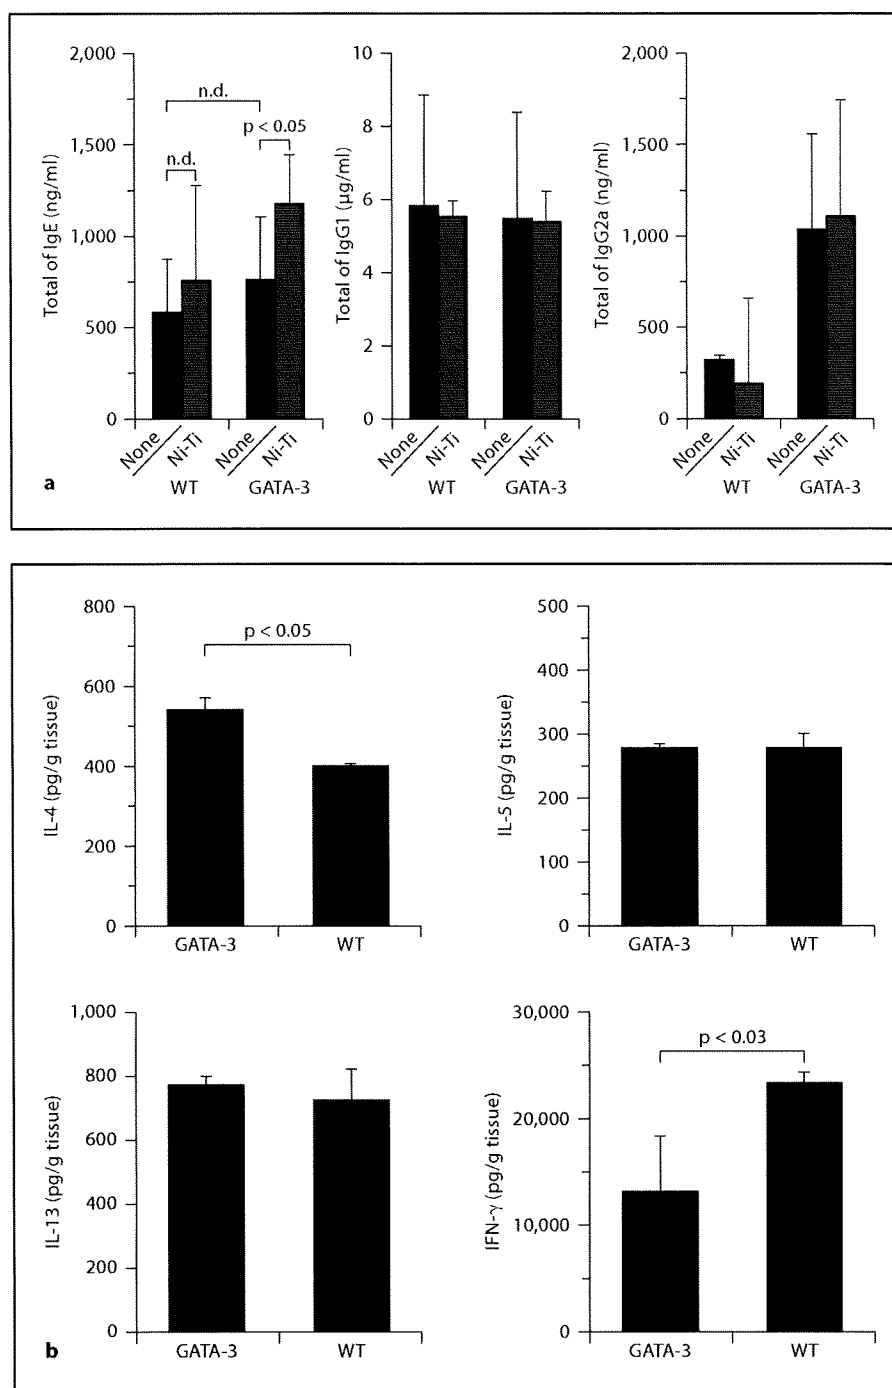 2,000
1,500
1,000
500
0
Total of IgE (ng/ml)
n.d.
n.d.
p < 0.05
None
Ni-Ti
None
Ni-Ti
WT
GATA-3
10
8
6
4
2
0
Total of IgG1 (µg/ml)
None
Ni-Ti
None
Ni-Ti
WT
GATA-3
2,000
1,500
1,000
500
0
Total of IgG2a (ng/ml)
None
Ni-Ti
None
Ni-Ti
WT
GATA-3
a
800
600
400
200
0
IL-4 (pg/g tissue)
p < 0.05
GATA-3
WT
500
400
300
200
100
0
IL-5 (pg/g tissue)
GATA-3
WT
1,000
800
600
400
200
0
IL-13 (pg/g tissue)
GATA-3
WT
30,000
20,000
10,000
0
IFN-γ (pg/g tissue)
p < 0.03
GATA-3
WT
b